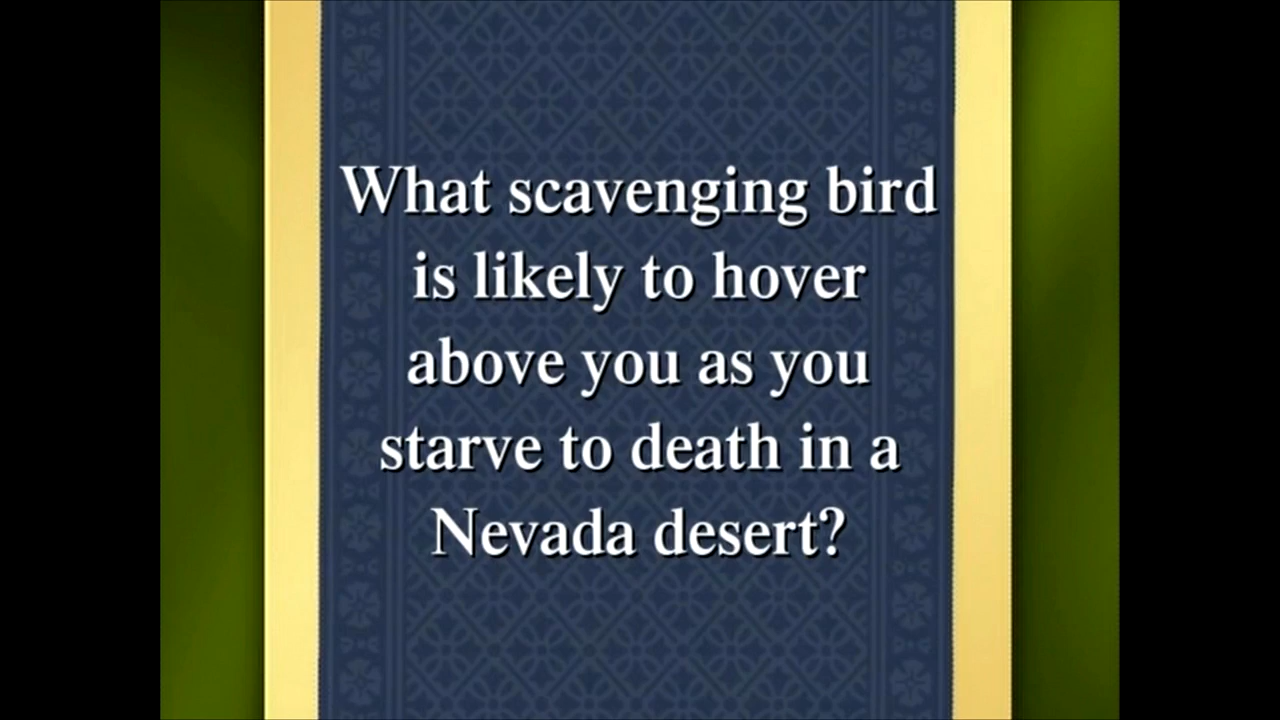 What scavenging bird
is likely to hover
above you as you
starve to death in a
Nevada desert?